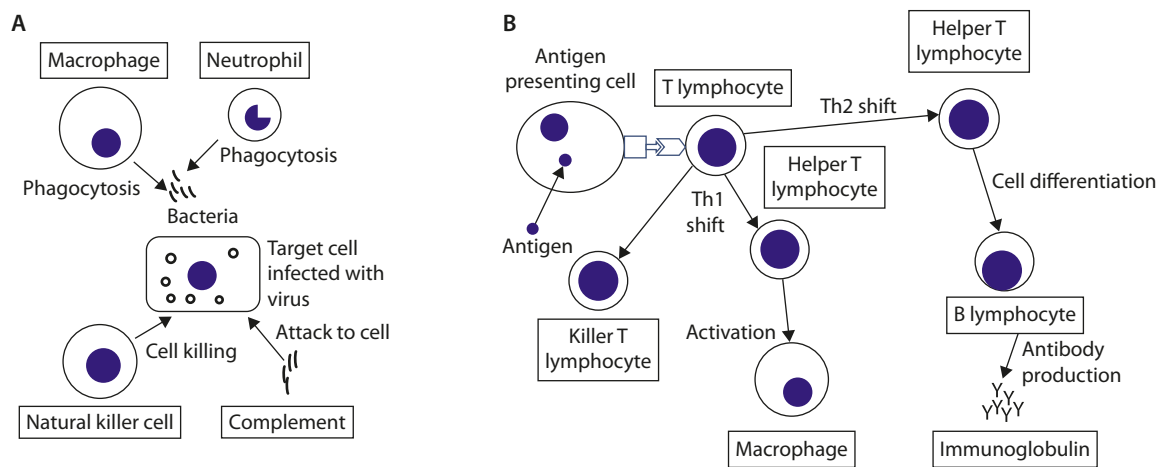 A
Macrophage
Neutrophil
Phagocytosis
Phagocytosis
Bacteria
Target cell
infected with
virus
Attack to cell
Cell killing
Natural killer cell
Complement
B
Antigen
presenting cell
T lymphocyte
Th2 shift
Helper T
lymphocyte
Helper T
lymphocyte
Th1
shift
Cell differentiation
Antigen
Killer T
lymphocyte
Activation
B lymphocyte
Antibody
production
Macrophage
Immunoglobulin